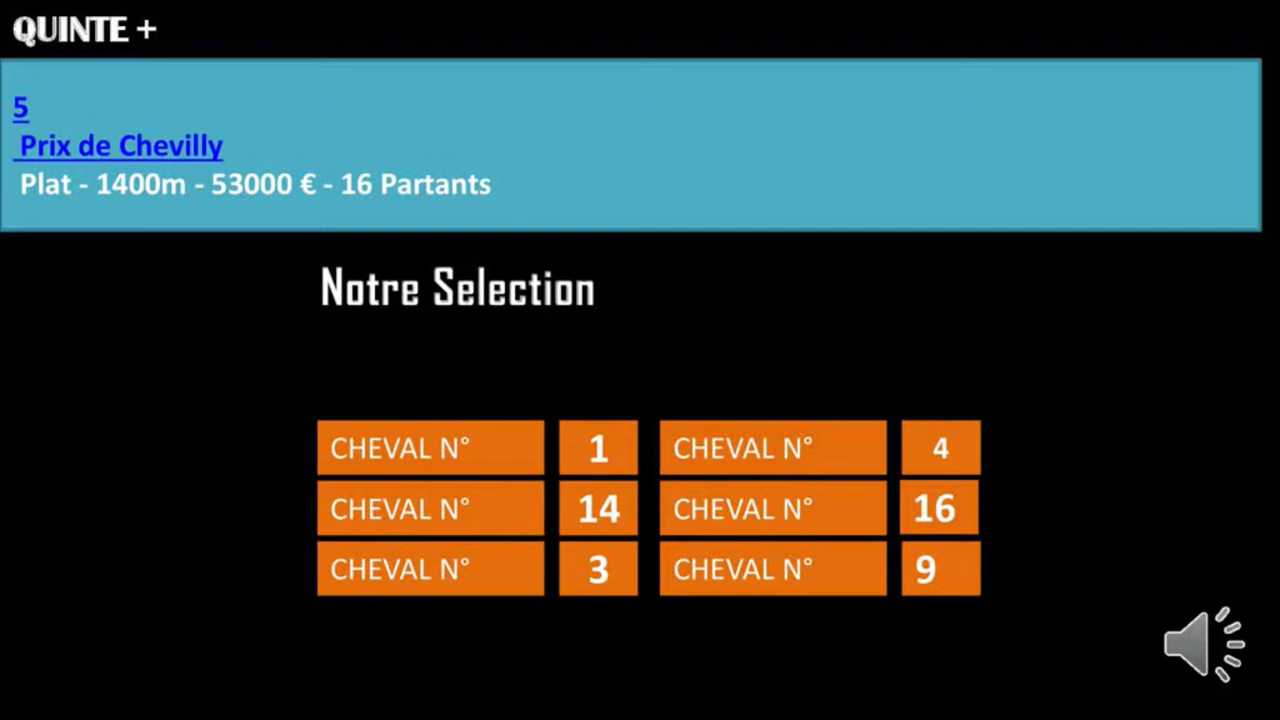 QUINTE +
5
Prix de Chevilly
Plat - 1400m - 53000 € - 16 Partants
Notre Selection
CHEVAL N° 1 CHEVAL N° 4
CHEVAL N° 14 CHEVAL N° 16
CHEVAL N° 3 CHEVAL N° 9